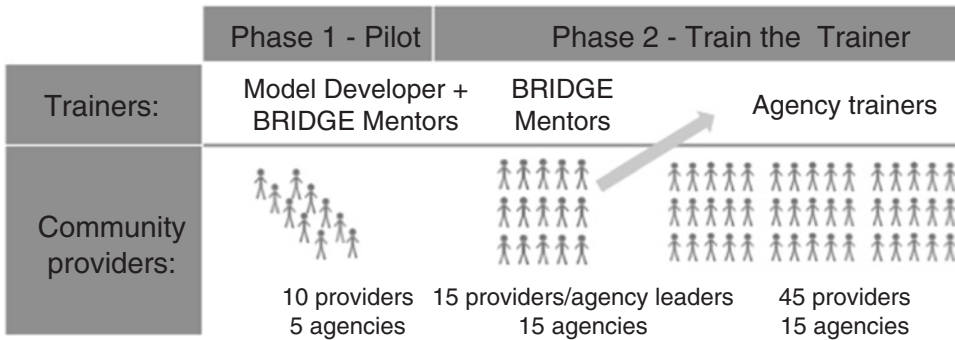 Phase 1 - Pilot
Phase 2 - Train the Trainer
Trainers:
Model Developer +
BRIDGE Mentors
BRIDGE
Mentors
Agency trainers
Community
providers:
10 providers
5 agencies
15 providers/agency leaders
15 agencies
45 providers
15 agencies